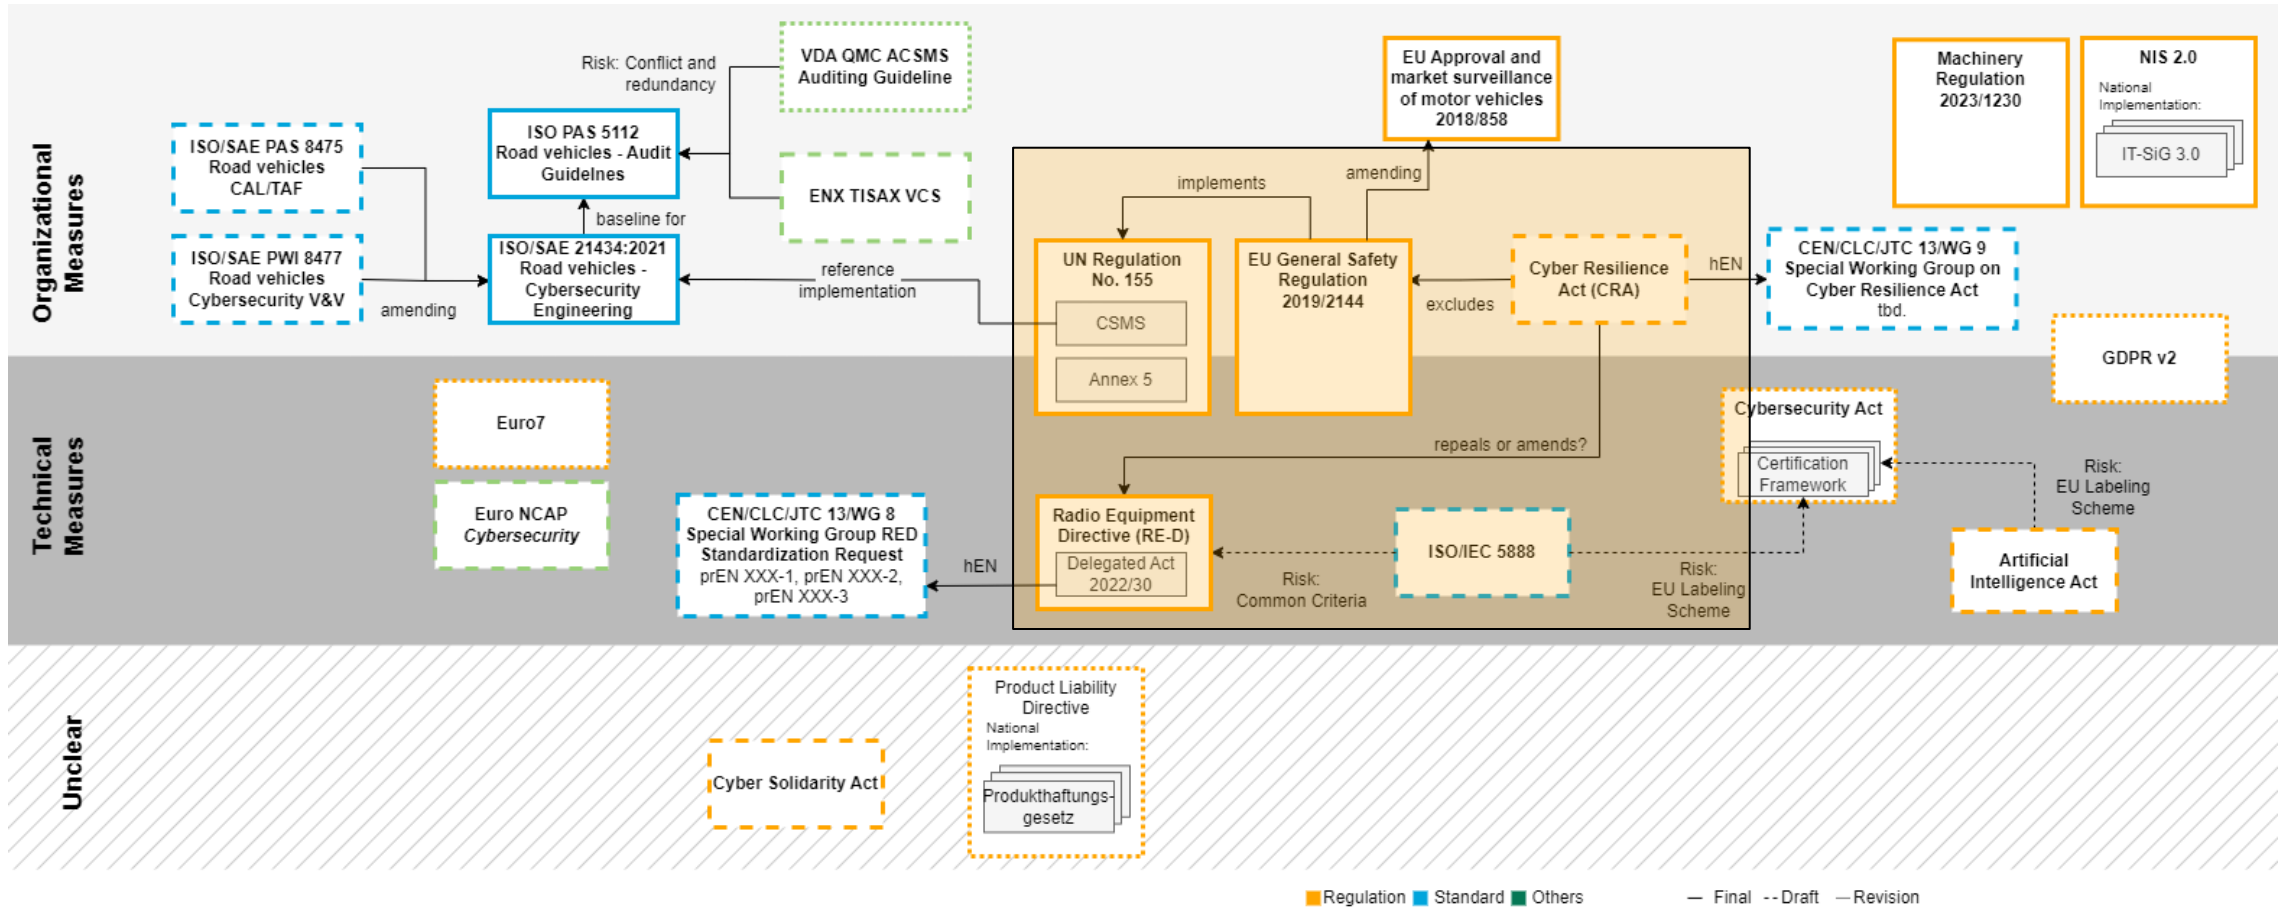 Organizational
Measures
ISO/SAE PAS 8475
Road vehicles
CAL/TAF
ISO/SAE PWI 8477
Road vehicles
Cybersecurity V&V
amending
ISO PAS 5112
Road vehicles - Audit
Guidelnes
baseline for
ISO/SAE 21434:2021
Road vehicles -
Cybersecurity
Engineering
Risk: Conflict and
redundancy
VDA QMC ACSMS
Auditing Guideline
ENX TISAX VCS
reference
implementation
implements
UN Regulation
No. 155
CSMS
Annex 5
EU General Safety
Regulation
2019/2144
amending
EU Approval and
market surveillance
of motor vehicles
2018/858
excludes
Cyber Resilience
Act (CRA)
hEN
CEN/CLC/JTC 13/WG 9
Special Working Group on
Cyber Resilience Act
tbd.
Machinery
Regulation
2023/1230
NIS 2.0
National
Implementation:
IT-SiG 3.0
GDPR v2
Technical
Measures
Euro7
Euro NCAP
Cybersecurity
CEN/CLC/JTC 13/WG 8
Special Working Group RED
Standardization Request
prEN XXX-1, prEN XXX-2,
prEN XXX-3
hEN
repeals or amends?
Radio Equipment
Directive (RE-D)
Delegated Act
2022/30
Risk:
Common Criteria
ISO/IEC 5888
Risk:
EU Labeling
Scheme
Cybersecurity Act
Certification
Framework
Risk:
EU Labeling
Scheme
Artificial
Intelligence Act
Unclear
Cyber Solidarity Act
Product Liability
Directive
National
Implementation:
Produkthaftungs-
gesetz
Regulation
Standard
Others
Final
Draft
Revision